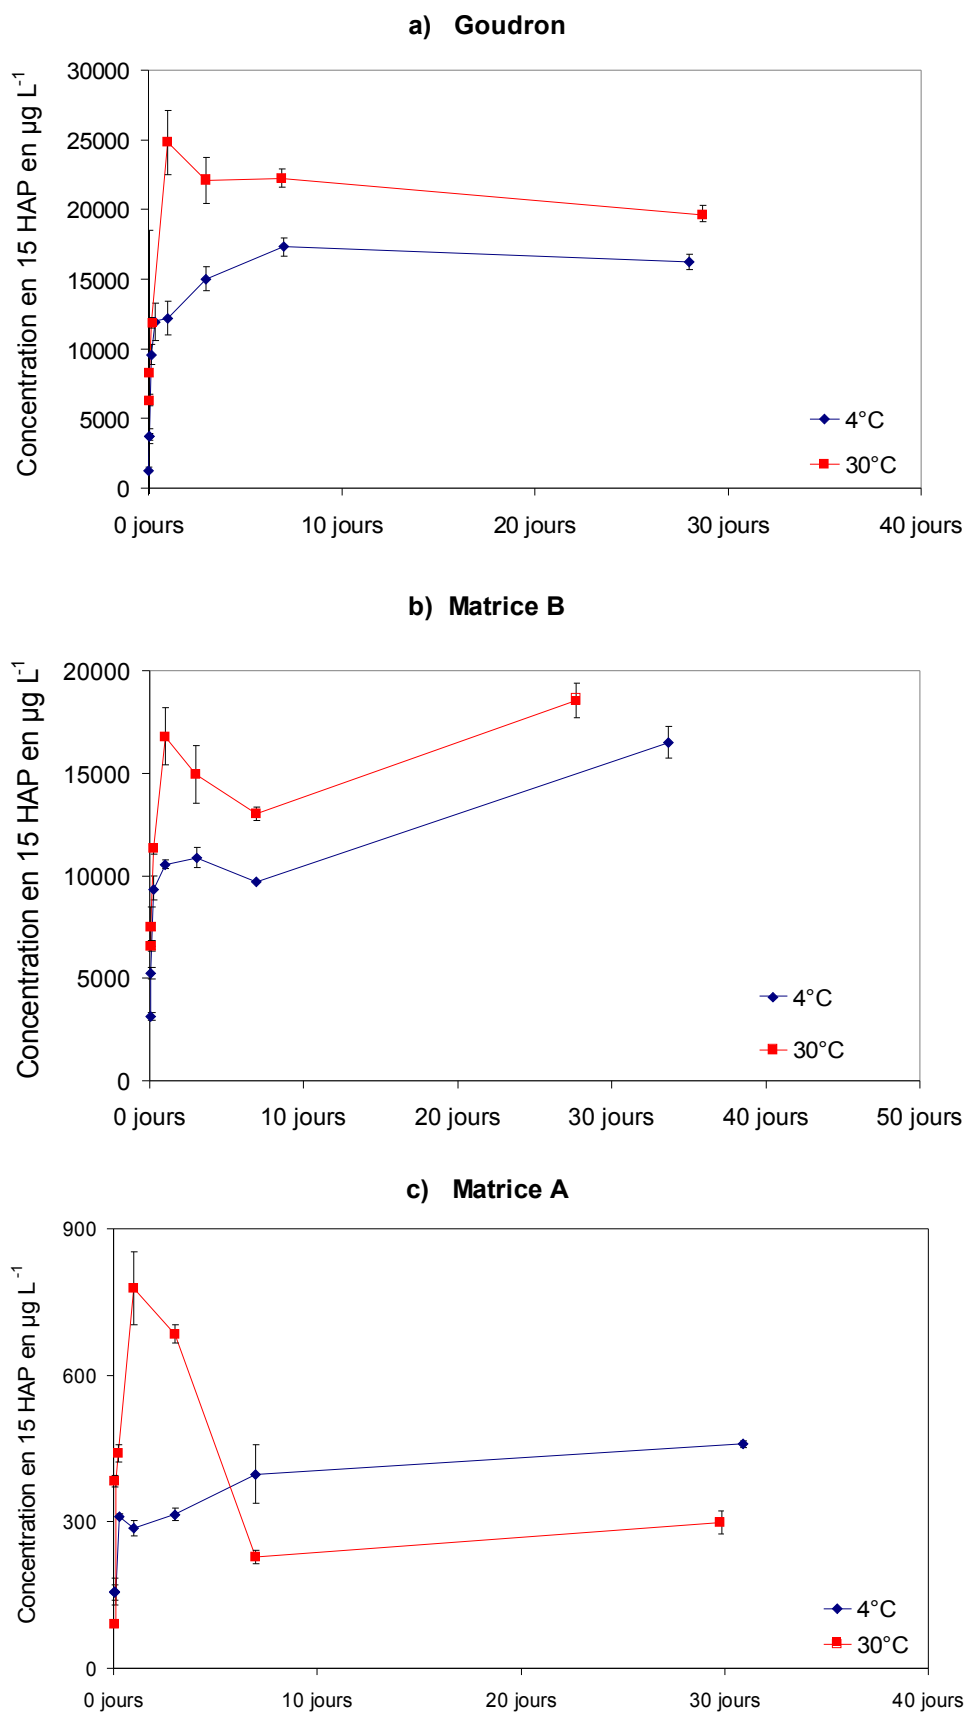 a) Goudron
Concentration en 15 HAP en µg L-1
30000
25000
20000
15000
10000
5000
0
4°C
30°C
0 jours 10 jours 20 jours 30 jours 40 jours
b) Matrice B
Concentration en 15 HAP en µg L-1
20000
15000
10000
5000
0
4°C
30°C
0 jours 10 jours 20 jours 30 jours 40 jours 50 jours
c) Matrice A
Concentration en 15 HAP en µg L-1
900
600
300
0
4°C
30°C
0 jours 10 jours 20 jours 30 jours 40 jours